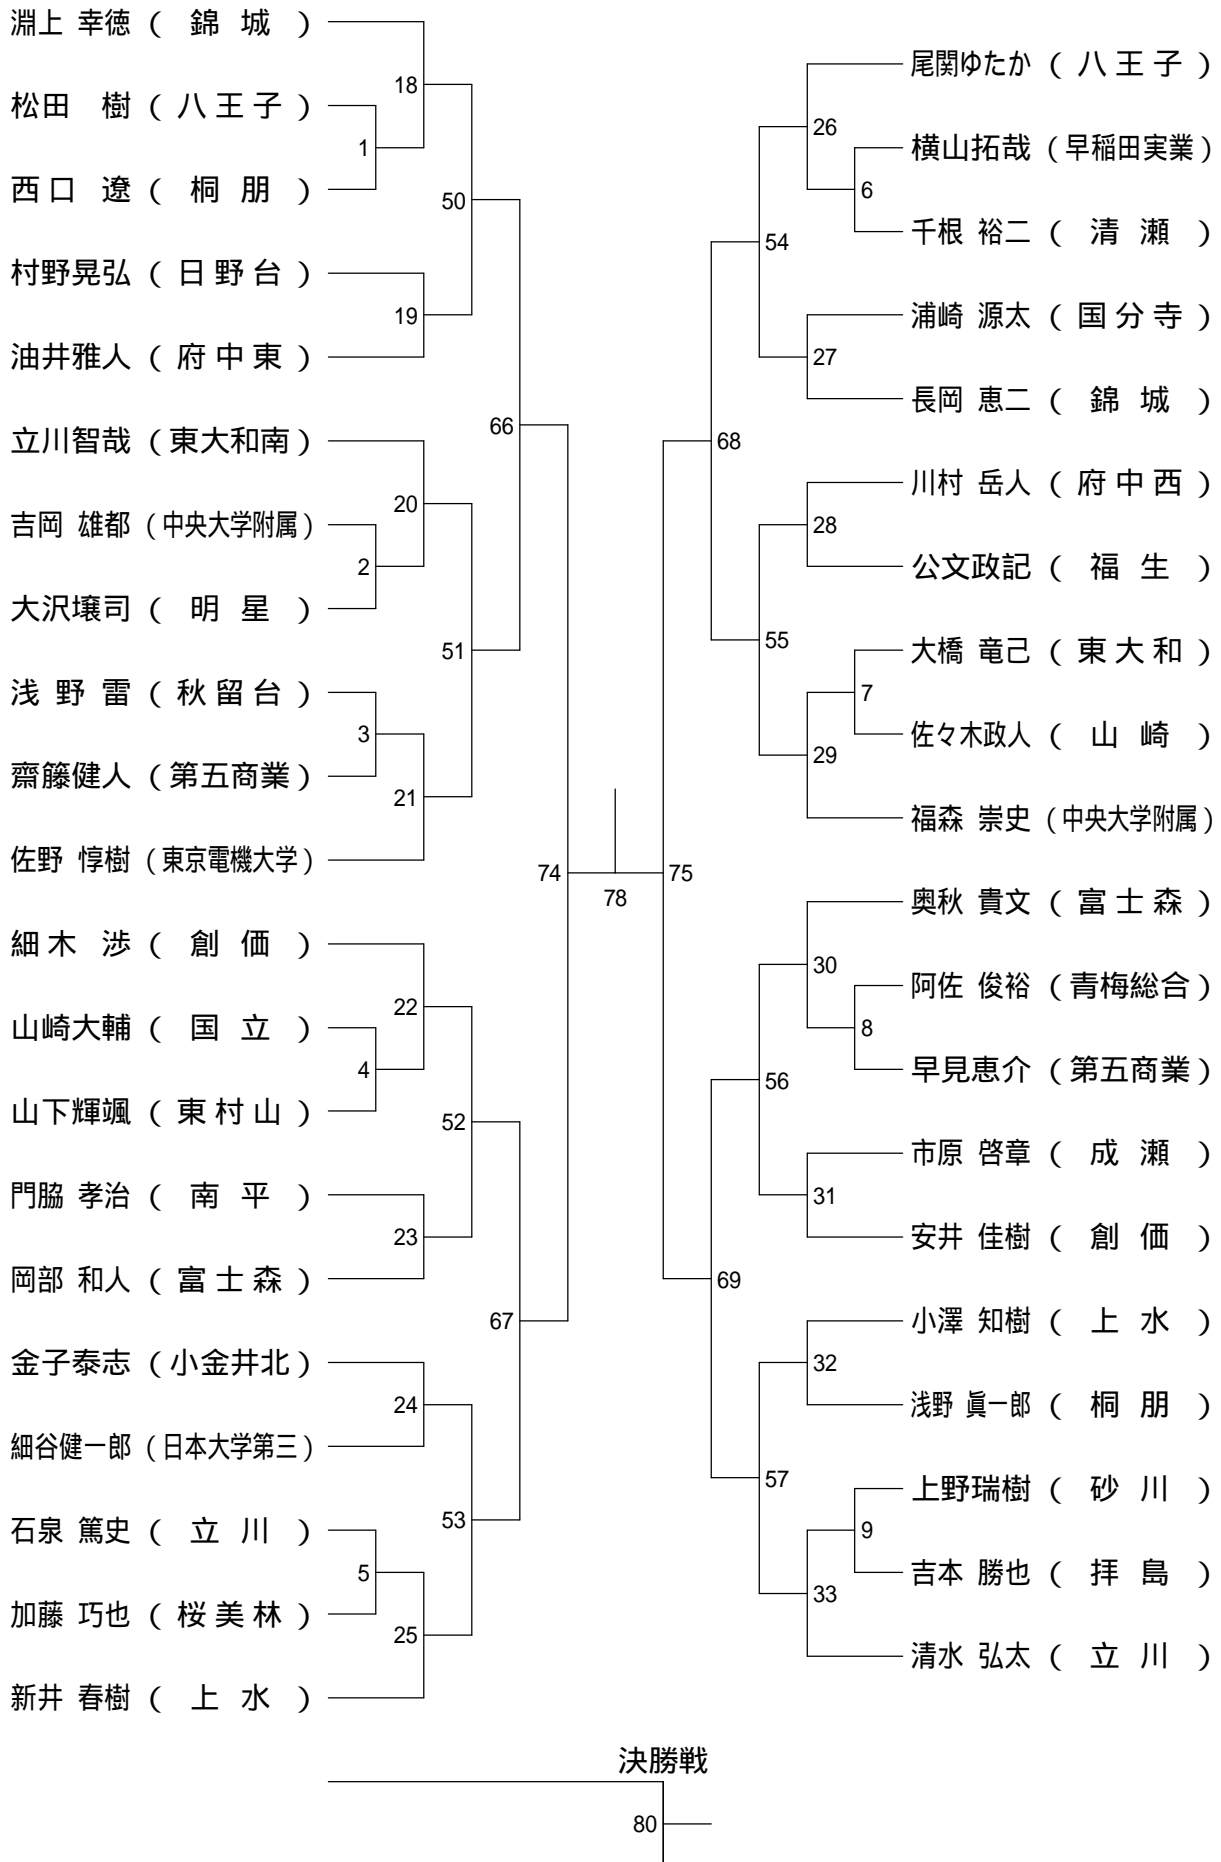 淵上 幸徳 ( 錦 城 )
18
松田 樹 ( 八 王 子 )
1
西 口 遼 ( 桐 朋 )
50
村野晃弘 ( 日 野 台 )
19
油井雅人 ( 府 中 東 )
66
立川智哉 ( 東大和南 )
20
吉岡 雄都 ( 中央大学附属 )
2
大沢壌司 ( 明 星 )
51
浅 野 雷 ( 秋 留 台 )
3
齋籐健人 ( 第五商業 )
21
佐野 惇樹 ( 東京電機大学 )
74
細 木 渉 ( 創 価 )
22
山崎大輔 ( 国 立 )
4
山下輝颯 ( 東 村 山 )
52
門脇 孝治 ( 南 平 )
23
岡部 和人 ( 富 士 森 )
67
金子泰志 ( 小金井北 )
24
細谷健一郎 ( 日本大学第三 )
53
石泉 篤史 ( 立 川 )
5
加藤 巧也 ( 桜 美 林 )
25
新井 春樹 ( 上 水 )
78
尾関ゆたか ( 八 王 子 )
26
横山拓哉 ( 早稲田実業 )
6
千根 裕二 ( 清 瀬 )
54
浦崎 源太 ( 国 分 寺 )
27
長岡 恵二 ( 錦 城 )
68
川村 岳人 ( 府 中 西 )
28
公文政記 ( 福 生 )
55
大橋 竜己 ( 東 大 和 )
7
佐々木政人 ( 山 崎 )
29
福森 崇史 ( 中央大学附属 )
75
奥秋 貴文 ( 富 士 森 )
30
阿佐 俊裕 ( 青梅総合 )
8
早見恵介 ( 第五商業 )
56
市原 啓章 ( 成 瀬 )
31
安井 佳樹 ( 創 価 )
69
小澤 知樹 ( 上 水 )
32
浅野 眞一郎 ( 桐 朋 )
57
上野瑞樹 ( 砂 川 )
9
吉本 勝也 ( 拝 島 )
33
清水 弘太 ( 立 川 )
決勝戦
80